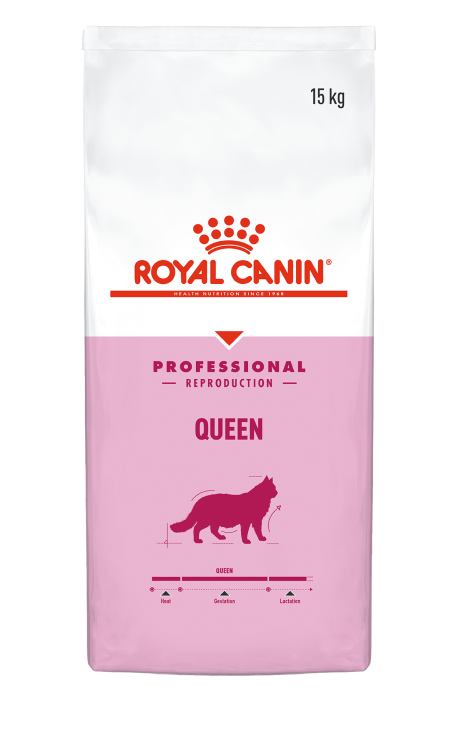 15 kg
ROYAL CANIN®
HEALTH NUTRITION SINCE 1968
PROFESSIONAL
REPRODUCTION
QUEEN
QUEEN
Heat Gestation Lactation